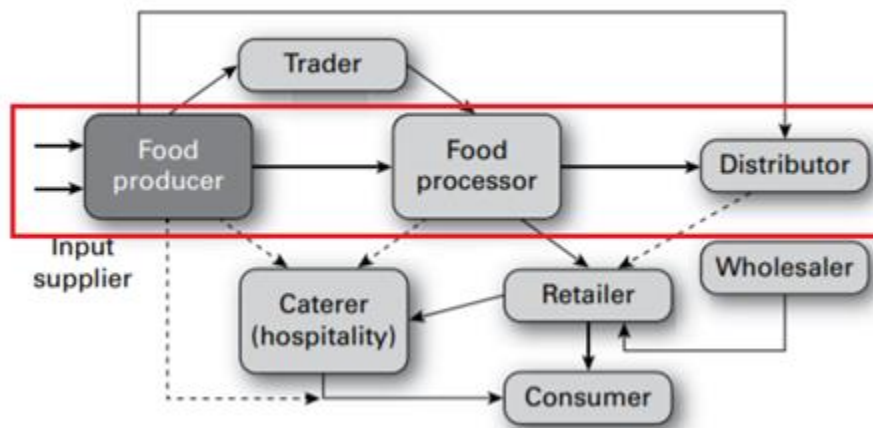 Trader
Food
producer
Food
processor
Distributor
Input
supplier
Caterer
(hospitality)
Retailer
Wholesaler
Consumer